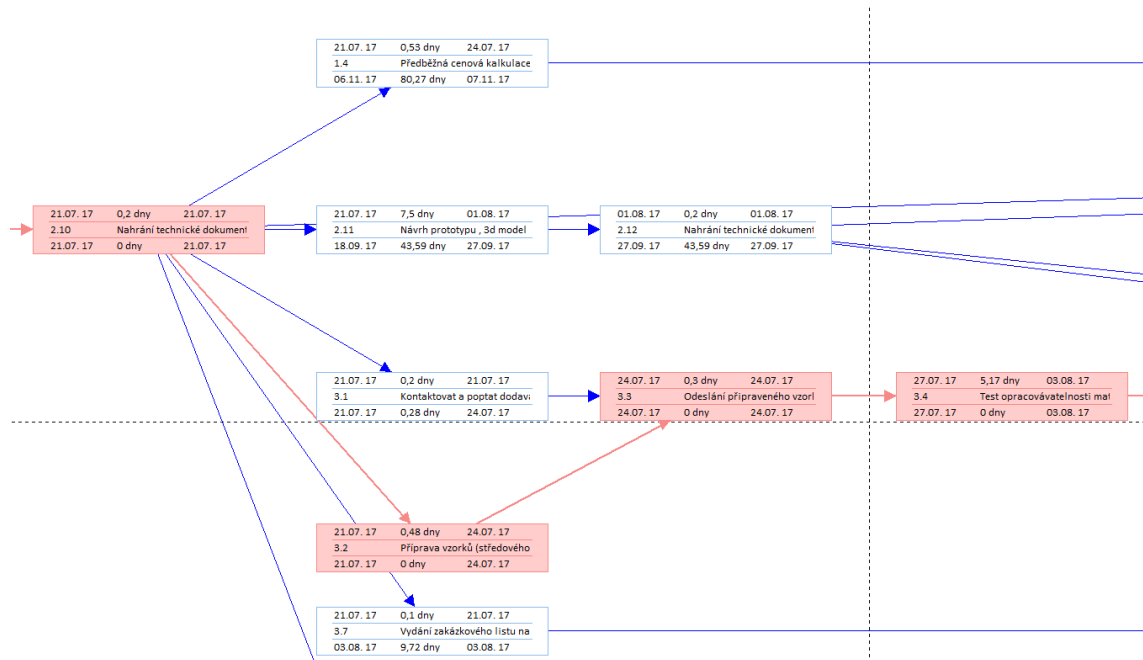 21.07. 17 0,53 dny 24.07. 17
1.4 Předběžná cenová kalkulace
06.11. 17 80,27 dny 07.11. 17
21.07. 17 0,2 dny 21.07. 17
2.10 Nahrání technické dokument
21.07. 17 0 dny 21.07. 17
21.07. 17 7,5 dny 01.08. 17
2.11 Návrh prototypu , 3d model
18.09. 17 43,59 dny 27.09. 17
01.08. 17 0,2 dny 01.08. 17
2.12 Nahrání technické dokument
27.09. 17 43,59 dny 27.09. 17
21.07. 17 0,2 dny 21.07. 17
3.1 Kontaktovat a poptat dodava
21.07. 17 0,28 dny 24.07. 17
24.07. 17 0,3 dny 24.07. 17
3.3 Odeslání připraveného vzorl
24.07. 17 0 dny 24.07. 17
27.07. 17 5,17 dny 03.08. 17
3.4 Test opracovávatelnosti mat
27.07. 17 0 dny 03.08. 17
21.07. 17 0,48 dny 24.07. 17
3.2 Příprava vzorků (středového
21.07. 17 0 dny 24.07. 17
21.07. 17 0,1 dny 21.07. 17
3.7 Vydání zakázkového listu na
03.08. 17 9,72 dny 03.08. 17